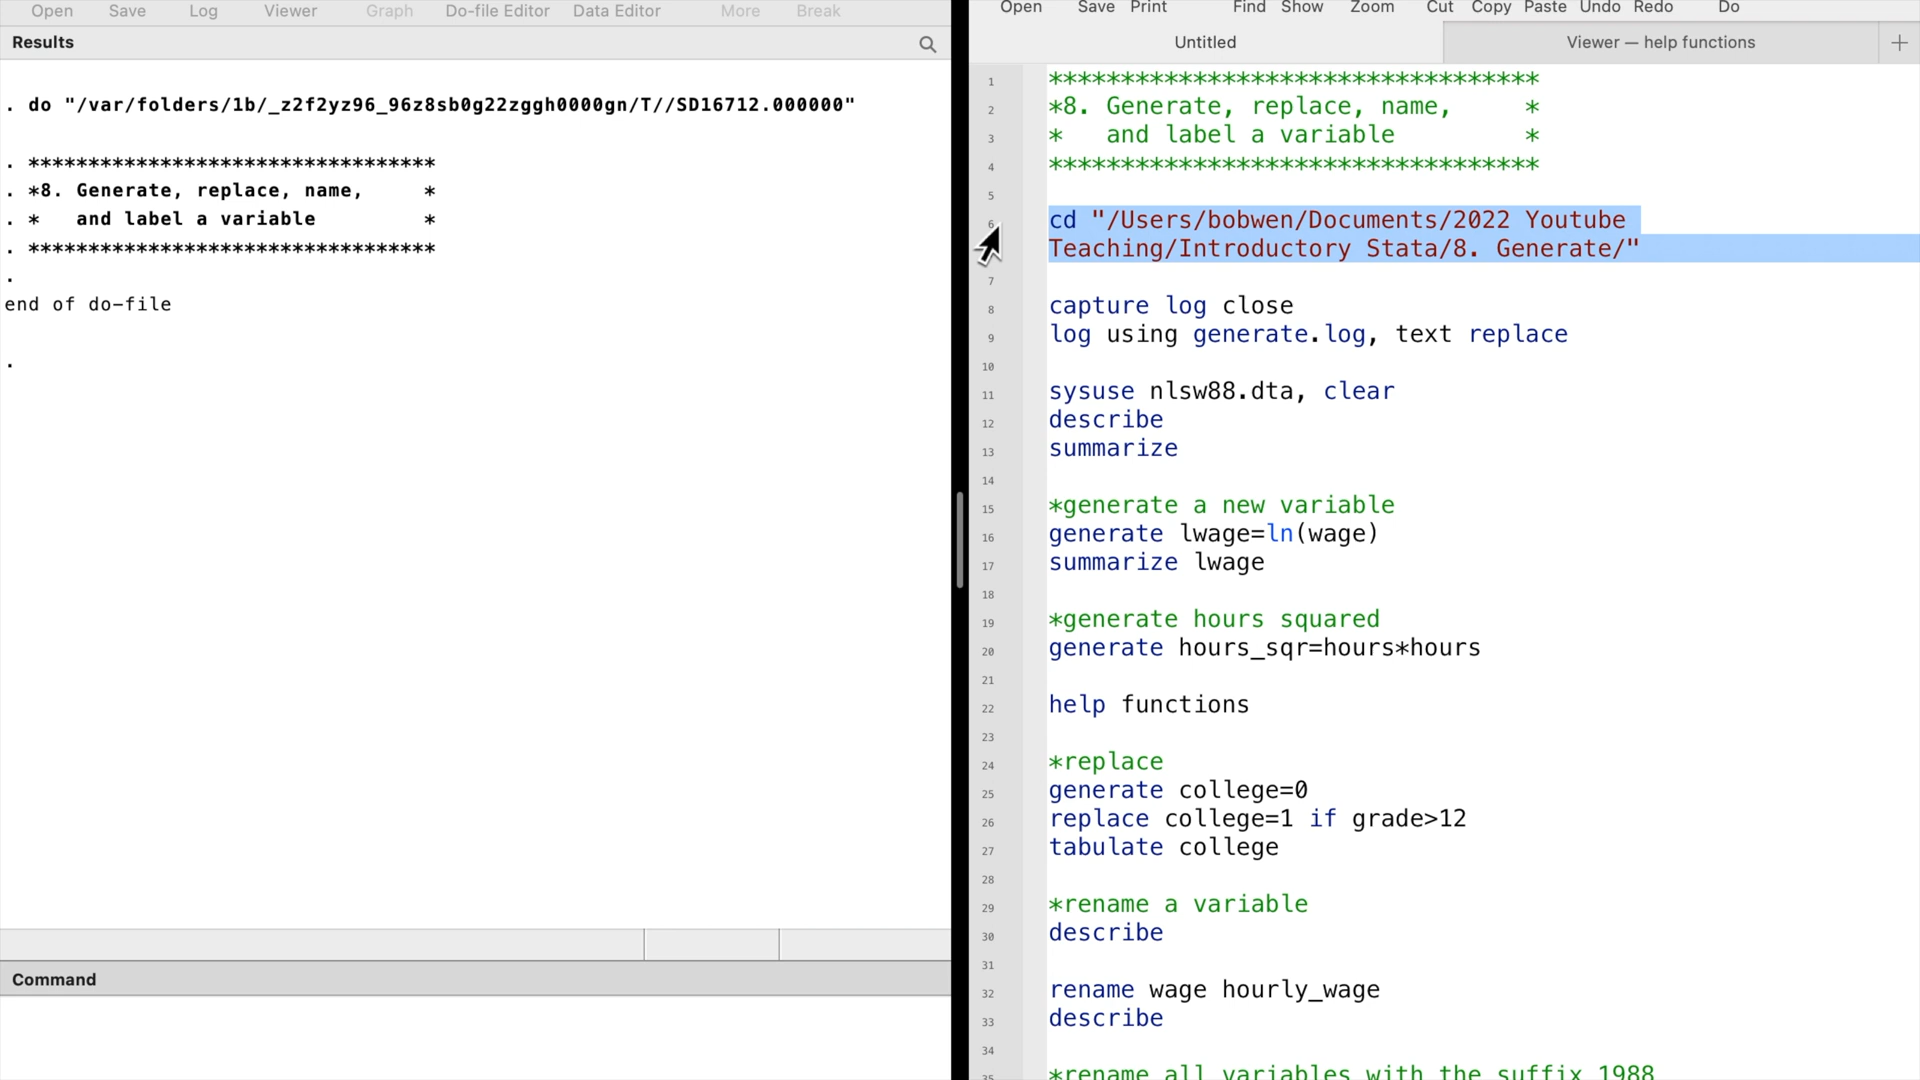 Open Save Log Viewer Graph Do-file Editor Data Editor More Break
Results
. do "/var/folders/1b/_z2f2yz96_96z8sb0g22zggh0000gn/T//SD16712.000000"
. **********************************
. *8. Generate, replace, name,     *
. *   and label a variable         *
. **********************************
.
end of do-file
.
Command
Open Save Print Find Show Zoom Cut Copy Paste Undo Redo Do
Untitled
Viewer — help functions
1 **********************************
2 *8. Generate, replace, name,     *
3 *   and label a variable         *
4 **********************************
5
6 cd "/Users/bobwen/Documents/2022 Youtube
Teaching/Introductory Stata/8. Generate/"
7
8 capture log close
9 log using generate.log, text replace
10
11 sysuse nlsw88.dta, clear
12 describe
13 summarize
14
15 *generate a new variable
16 generate lwage=ln(wage)
17 summarize lwage
18
19 *generate hours squared
20 generate hours_sqr=hours*hours
21
22 help functions
23
24 *replace
25 generate college=0
26 replace college=1 if grade>12
27 tabulate college
28
29 *rename a variable
30 describe
31
32 rename wage hourly_wage
33 describe
34
35 *rename all variables with the suffix 1988